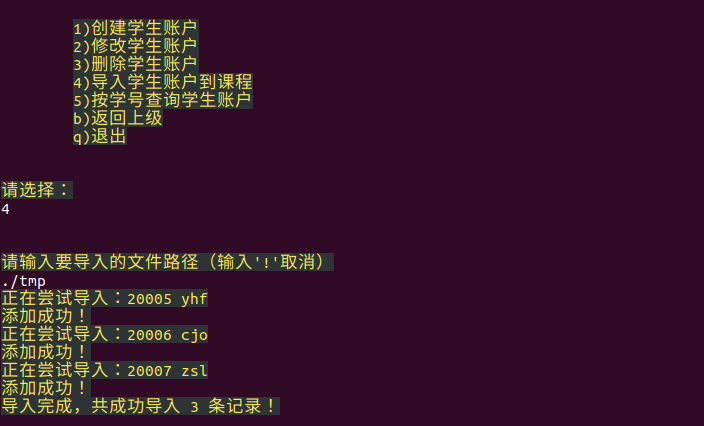 1)创建学生账户
2)修改学生账户
3)删除学生账户
4)导入学生账户到课程
5)按学号查询学生账户
b)返回上级
q)退出
请选择：
4
请输入要导入的文件路径（输入'!'取消）
./tmp
正在尝试导入：20005 yhf
添加成功！
正在尝试导入：20006 cjo
添加成功！
正在尝试导入：20007 zsl
添加成功！
导入完成，共成功导入 3 条记录！